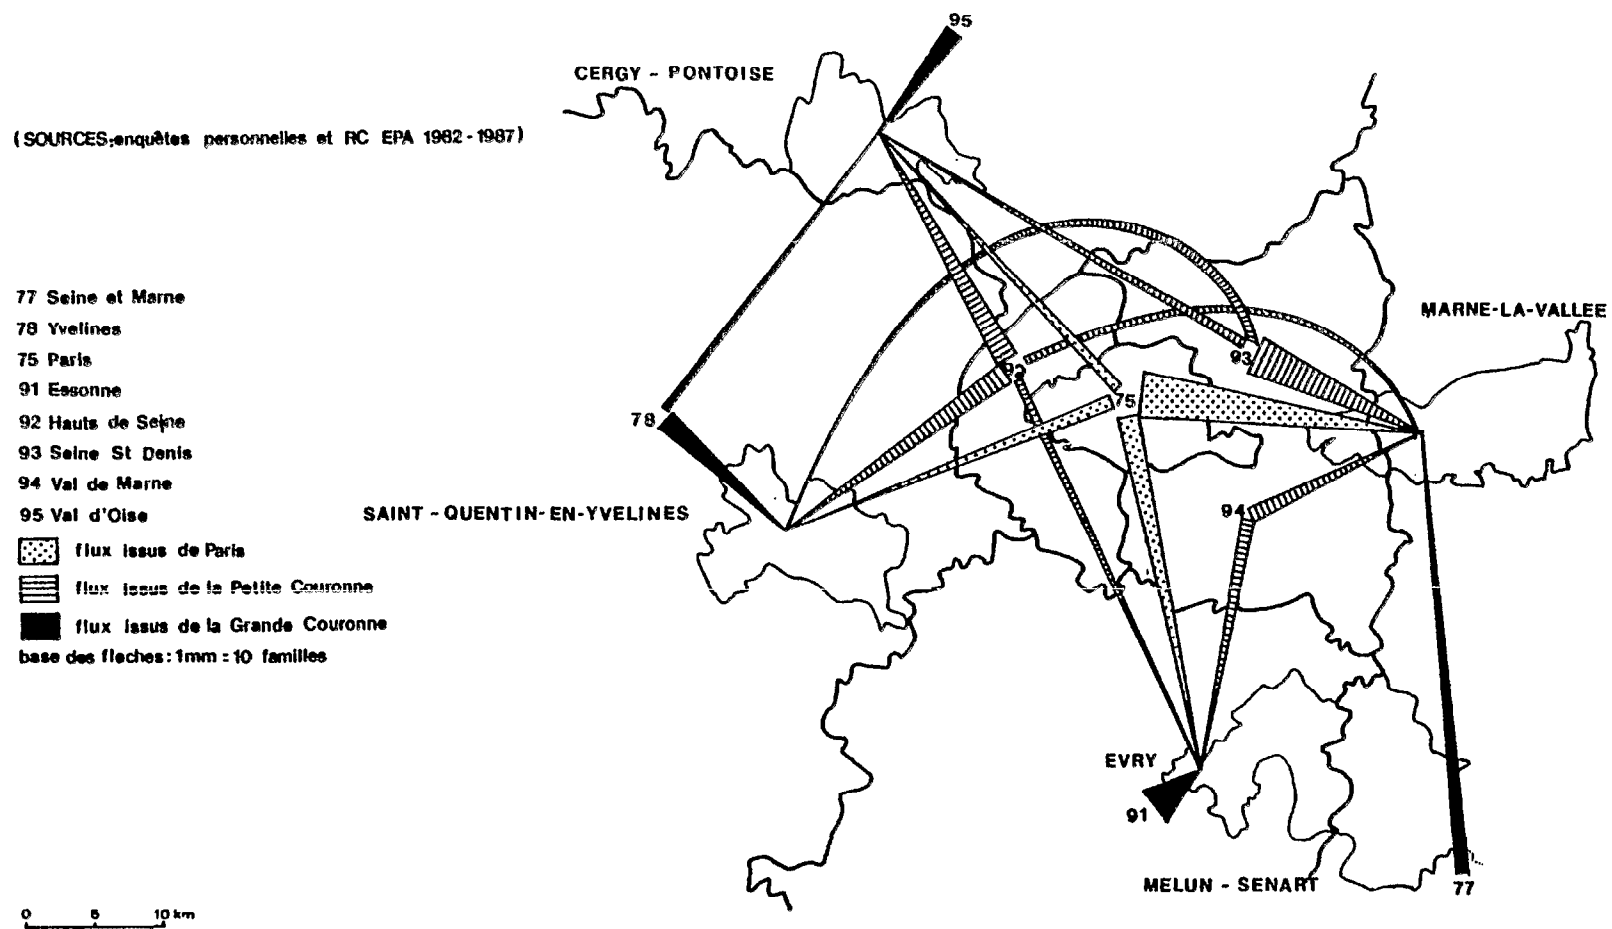 95
CERGY - PONTOISE
(SOURCES:enquêtes personnelles et RC EPA 1982-1987)
77 Seine et Marne
78 Yvelines
75 Paris
91 Essonne
92 Hauts de Seine
93 Seine St Denis
94 Val de Marne
95 Val d'Oise
flux issus de Paris
flux issus de la Petite Couronne
flux issus de la Grande Couronne
base des fleches: 1mm = 10 familles
MARNE-LA-VALLEE
93
92
75
78
SAINT - QUENTIN-EN-YVELINES
94
EVRY
91
MELUN - SENART
77
0 5 10 km